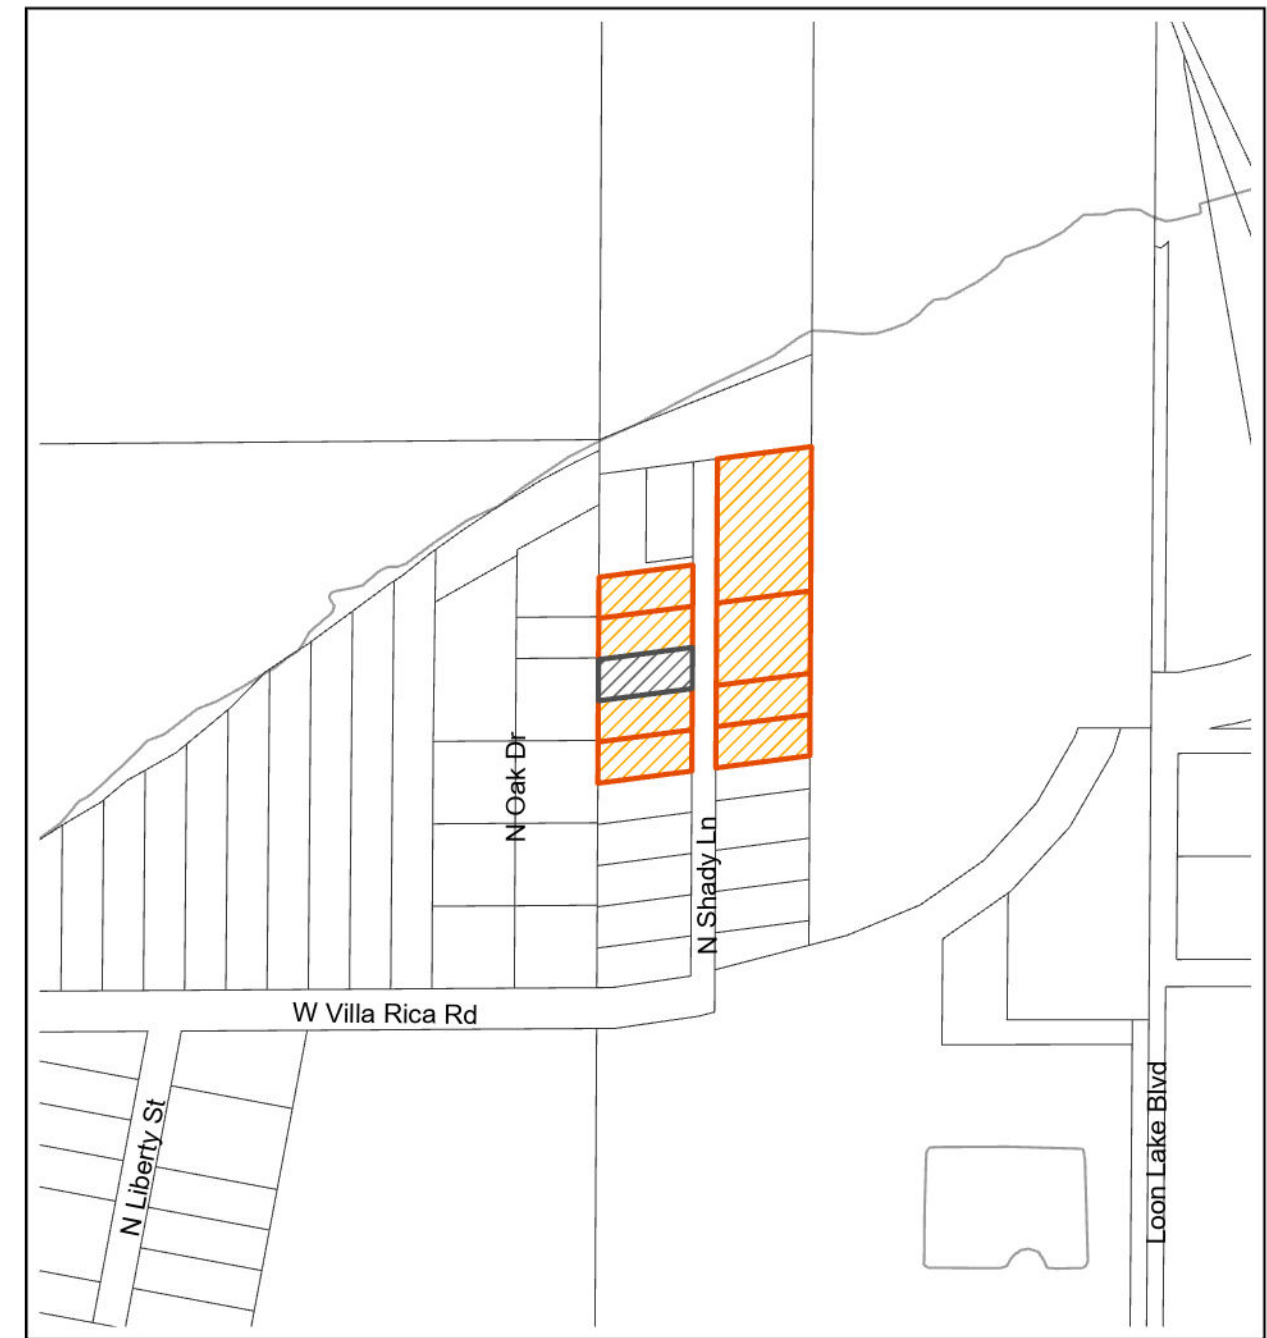 N Oak Dr
N Shady Ln
W Villa Rica Rd
N Liberty St
Loon Lake Blvd